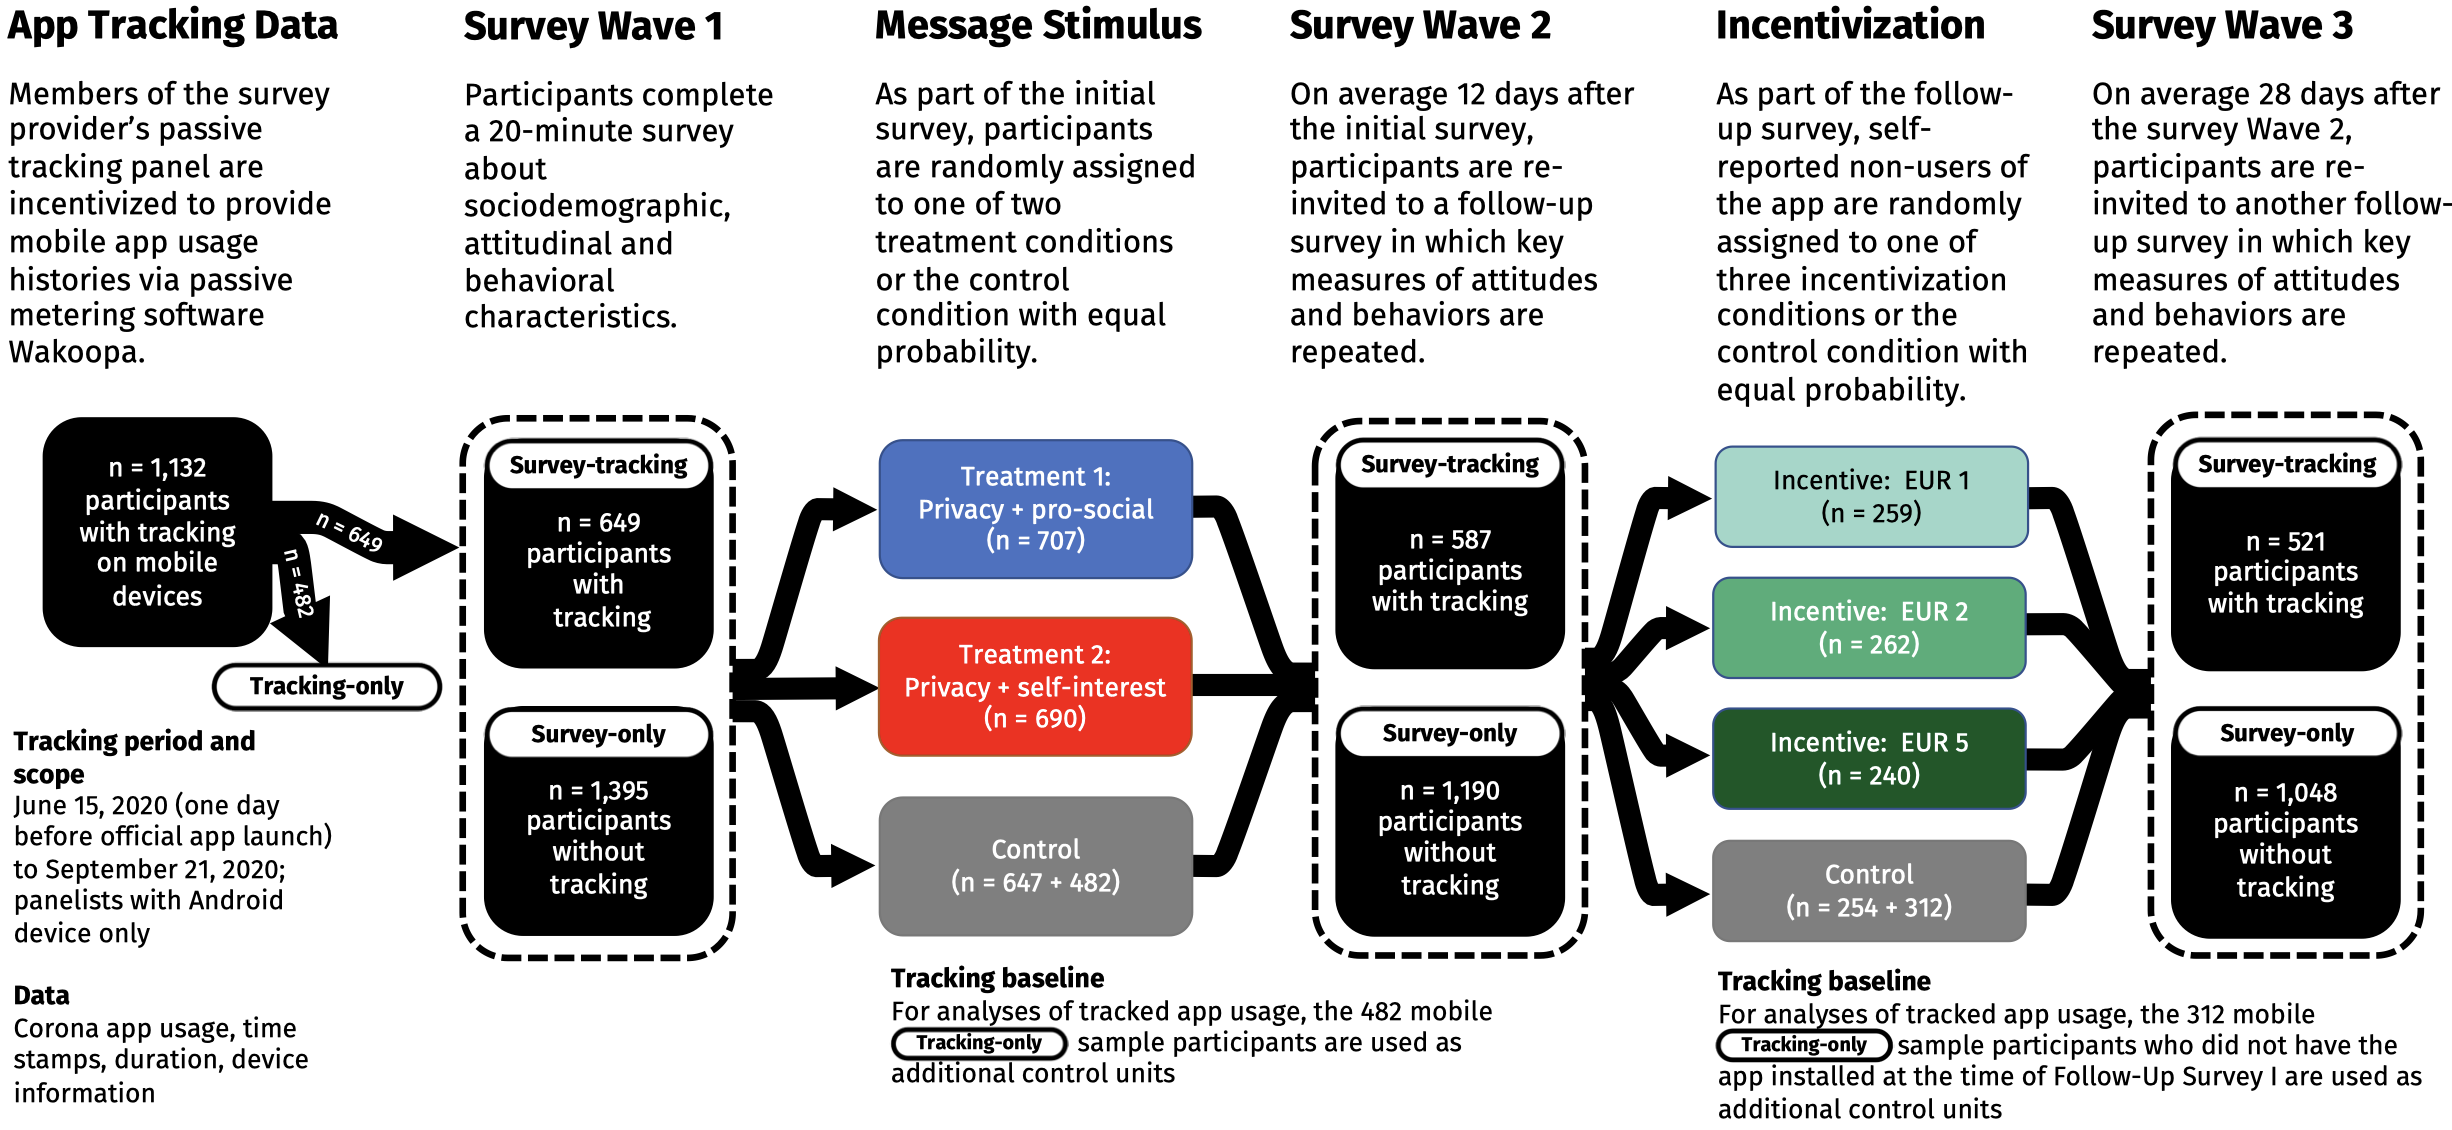 App Tracking Data
Members of the survey
provider's passive
tracking panel are
incentivized to provide
mobile app usage
histories via passive
metering software
Wakoopa.
n = 1,132
participants
with tracking
on mobile
devices
n = 649
n = 482
Tracking-only
Tracking period and
scope
June 15, 2020 (one day
before official app launch)
to September 21, 2020;
panelists with Android
device only
Data
Corona app usage, time
stamps, duration, device
information
Survey Wave 1
Participants complete
a 20-minute survey
about
sociodemographic,
attitudinal and
behavioral
characteristics.
Survey-tracking
n = 649
participants
with
tracking
Survey-only
n = 1,395
participants
without
tracking
Message Stimulus
As part of the initial
survey, participants
are randomly assigned
to one of two
treatment conditions
or the control
condition with equal
probability.
Treatment 1:
Privacy + pro-social
(n = 707)
Treatment 2:
Privacy + self-interest
(n = 690)
Control
(n = 647 + 482)
Tracking baseline
For analyses of tracked app usage, the 482 mobile
Tracking-only sample participants are used as
additional control units
Survey Wave 2
On average 12 days after
the initial survey,
participants are re-
invited to a follow-up
survey in which key
measures of attitudes
and behaviors are
repeated.
Survey-tracking
n = 587
participants
with tracking
Survey-only
n = 1,190
participants
without
tracking
Incentivization
As part of the follow-
up survey, self-
reported non-users of
the app are randomly
assigned to one of
three incentivization
conditions or the
control condition with
equal probability.
Incentive: EUR 1
(n = 259)
Incentive: EUR 2
(n = 262)
Incentive: EUR 5
(n = 240)
Control
(n = 254 + 312)
Tracking baseline
For analyses of tracked app usage, the 312 mobile
Tracking-only sample participants who did not have the
app installed at the time of Follow-Up Survey I are used as
additional control units
Survey Wave 3
On average 28 days after
the survey Wave 2,
participants are re-
invited to another follow-
up survey in which key
measures of attitudes
and behaviors are
repeated.
Survey-tracking
n = 521
participants
with tracking
Survey-only
n = 1,048
participants
without
tracking